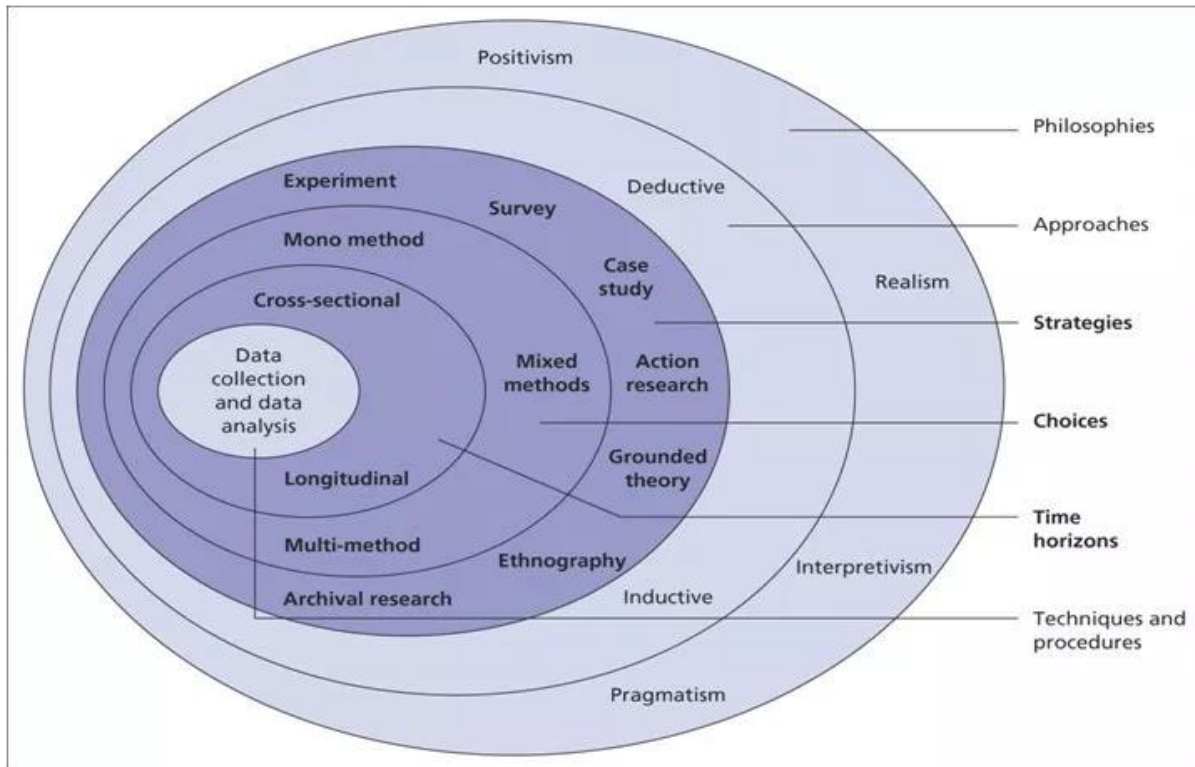 Positivism
Philosophies
Experiment
Deductive
Survey
Approaches
Mono method
Case
study
Realism
Cross-sectional
Strategies
Data
collection
and data
analysis
Mixed
methods
Action
research
Choices
Grounded
theory
Longitudinal
Time
horizons
Multi-method
Ethnography
Interpretivism
Archival research
Inductive
Techniques and
procedures
Pragmatism